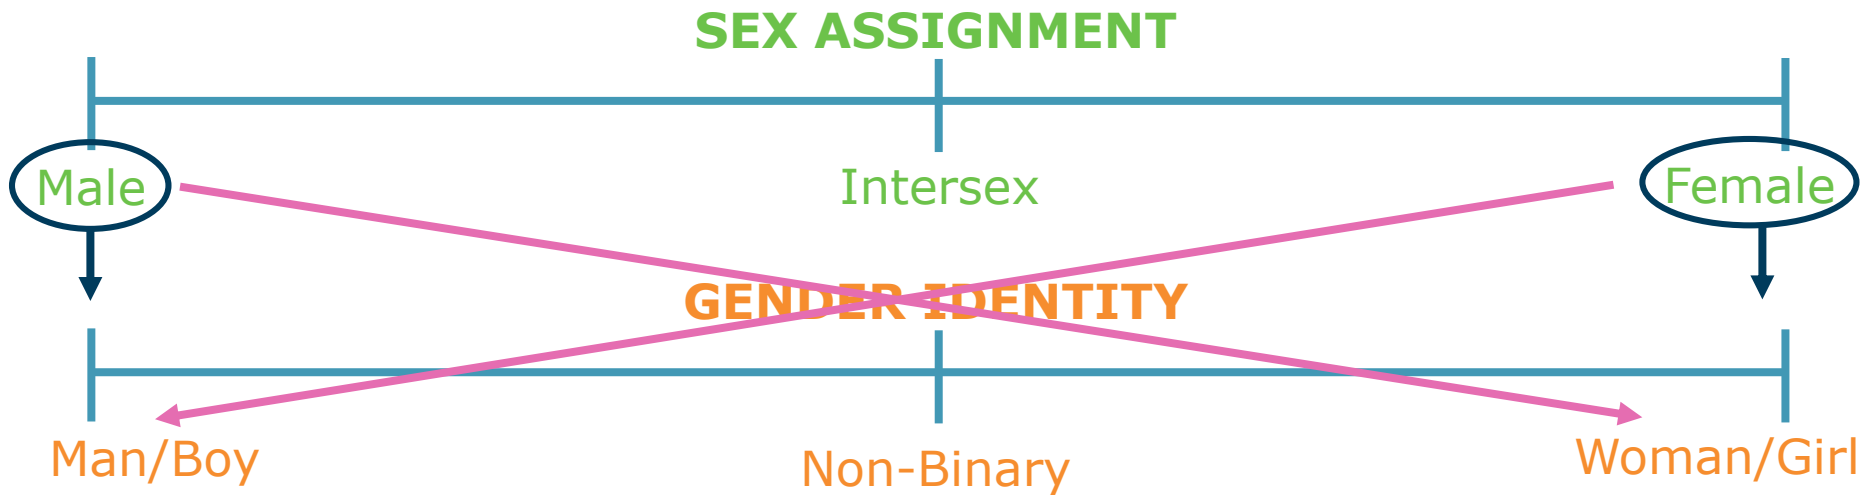 SEX ASSIGNMENT
Male
Intersex
Female
GENDER IDENTITY
Man/Boy
Non-Binary
Woman/Girl